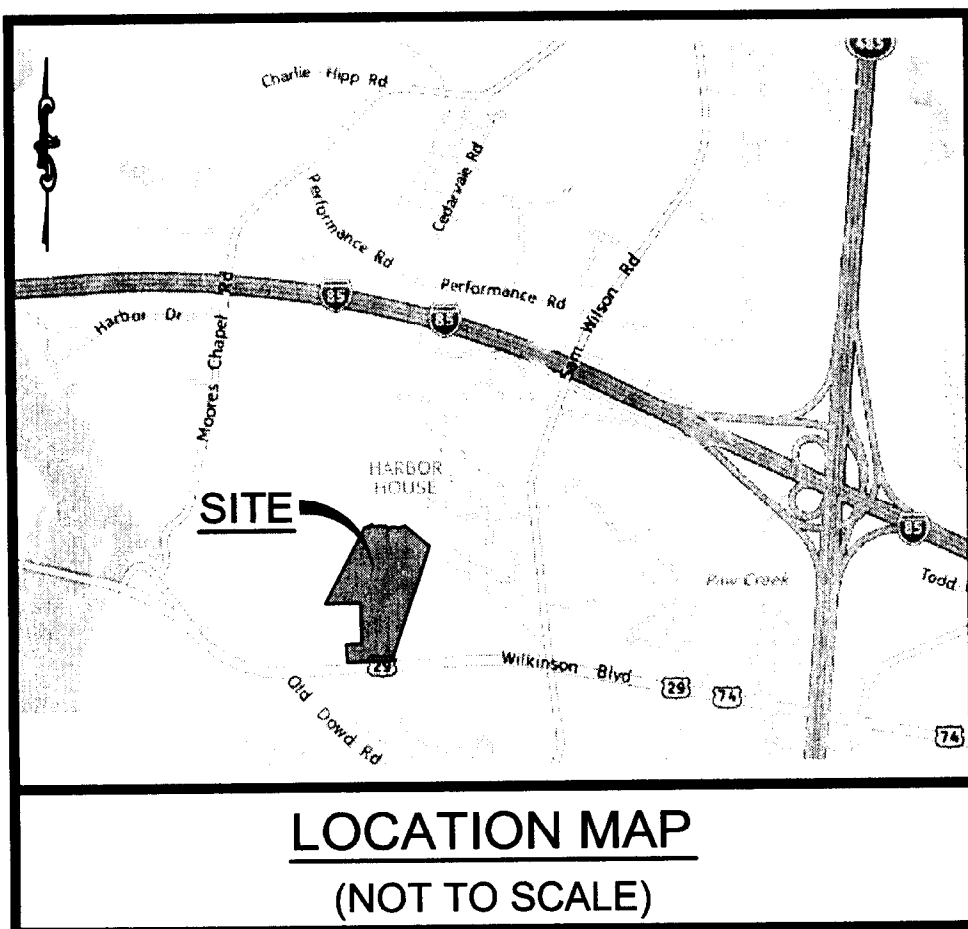 Charlie Hipp Rd
Cedarvale Rd
Performance Rd
Performance Rd
Sam Wilson Rd
85
85
Harbor Dr
Moores Chapel Rd
HARBOR
HOUSE
SITE
85
Paw Creek
Todd
29
Wilkinson Blvd
29
74
74
Old Dowd Rd
LOCATION MAP
(NOT TO SCALE)